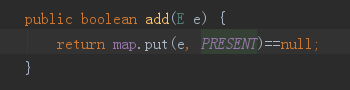 public boolean add(E e) {
return map.put(e, PRESENT)==null;
}